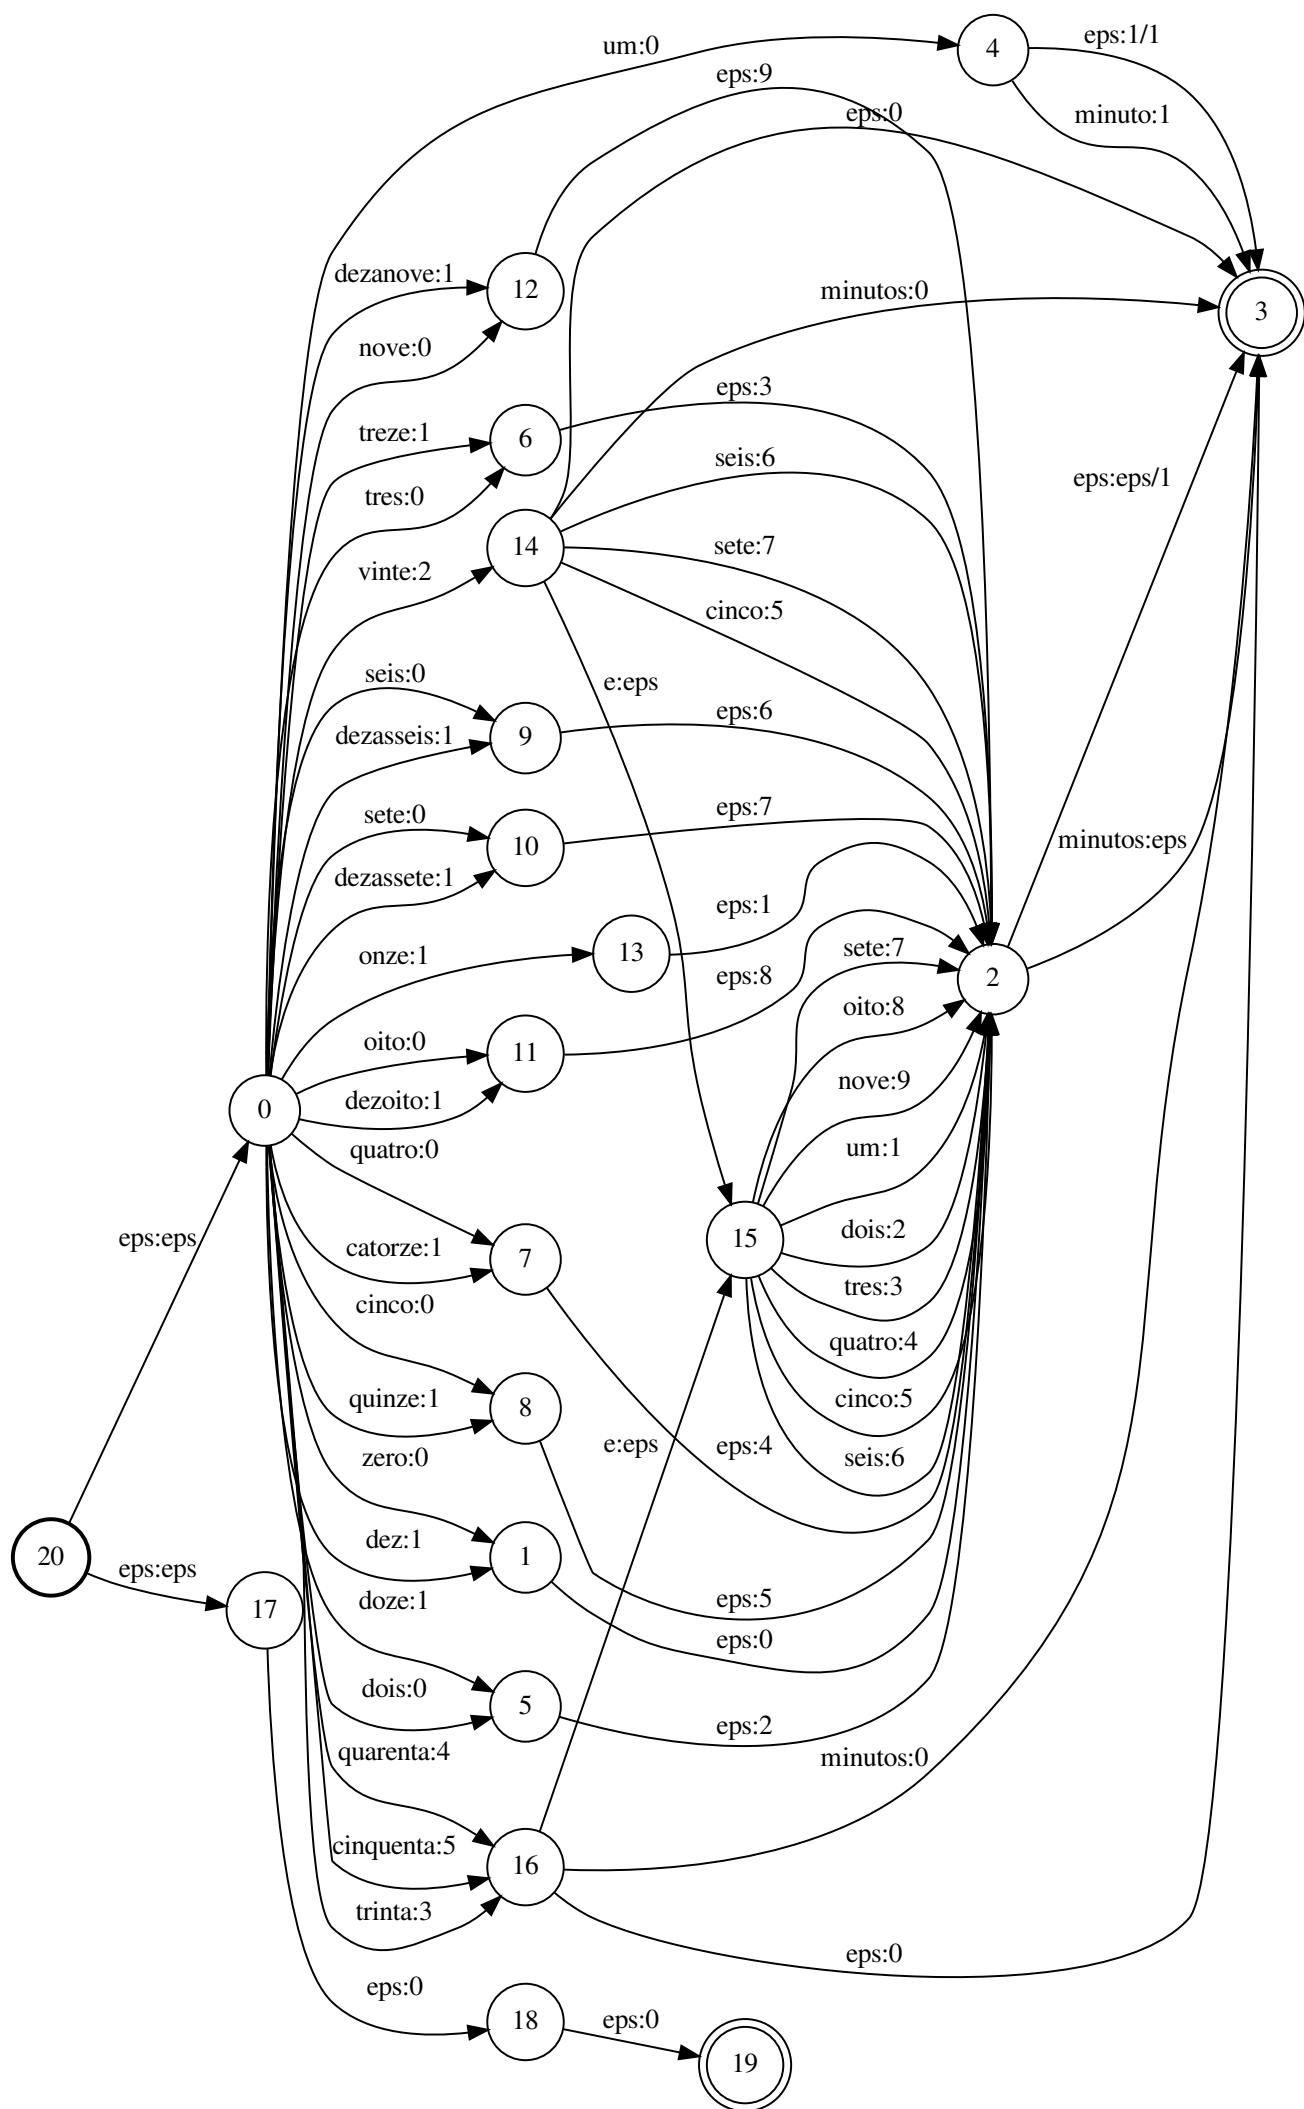 um:0
4
eps:1/1
eps:9
eps:0
minuto:1
dezanove:1
12
minutos:0
3
nove:0
eps:3
treze:1
6
seis:6
eps:eps/1
tres:0
14
sete:7
vinte:2
cinco:5
seis:0
e:eps
eps:6
dezasseis:1
9
sete:0
eps:7
minutos:eps
10
dezassete:1
eps:1
onze:1
13
sete:7
eps:8
2
oito:8
oito:0
11
nove:9
dezoito:1
0
quatro:0
um:1
eps:eps
15
dois:2
catorze:1
7
tres:3
cinco:0
quatro:4
quinze:1
8
cinco:5
e:eps
eps:4
seis:6
zero:0
dez:1
1
20
eps:eps
17
doze:1
eps:5
eps:0
dois:0
5
eps:2
quarenta:4
minutos:0
cinquenta:5
16
trinta:3
eps:0
eps:0
18
eps:0
19